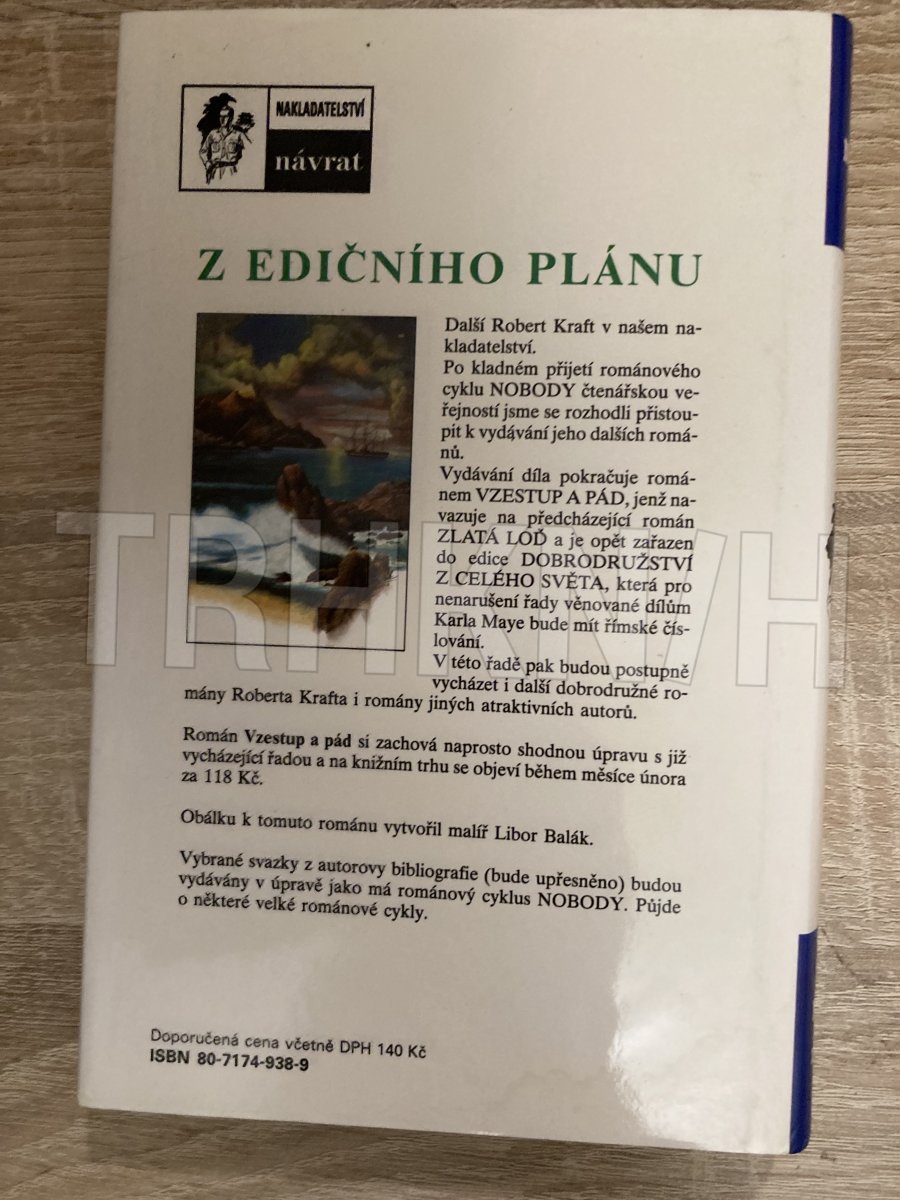 NAKLADATELSTVÍ
návrat
Z EDIČNÍHO PLÁNU
Další Robert Kraft v našem na-
kladatelství.
Po kladném přijetí románového
cyklu NOBODY čtenářskou ve-
řejností jsme se rozhodli přistou-
pit k vydávání jeho dalších romá-
nů.
Vydávání díla pokračuje romá-
nem VZESTUP A PÁD, jenž na-
vazuje na předcházející román
ZLATÁ LOĎ a je opět zařazen
do edice DOBRODRUŽSTVÍ
Z CELÉHO SVĚTA, která pro
nenarušení řady věnované dílům
Karla Maye bude mít římské čís-
lování.
V této řadě pak budou postupně
vycházet i další dobrodružné ro-
mány Roberta Krafta i romány jiných atraktivních autorů.
Román Vzestup a pád si zachová naprosto shodnou úpravu s již
vycházející řadou a na knižním trhu se objeví během měsíce února
za 118 Kč.
Obálku k tomuto románu vytvořil malíř Libor Balák.
Vybrané svazky z autorovy bibliografie (bude upřesněno) budou
vydávány v úpravě jako má románový cyklus NOBODY. Půjde
o některé velké románové cykly.
Doporučená cena včetně DPH 140 Kč
ISBN 80-7174-938-9
TRHKNIH